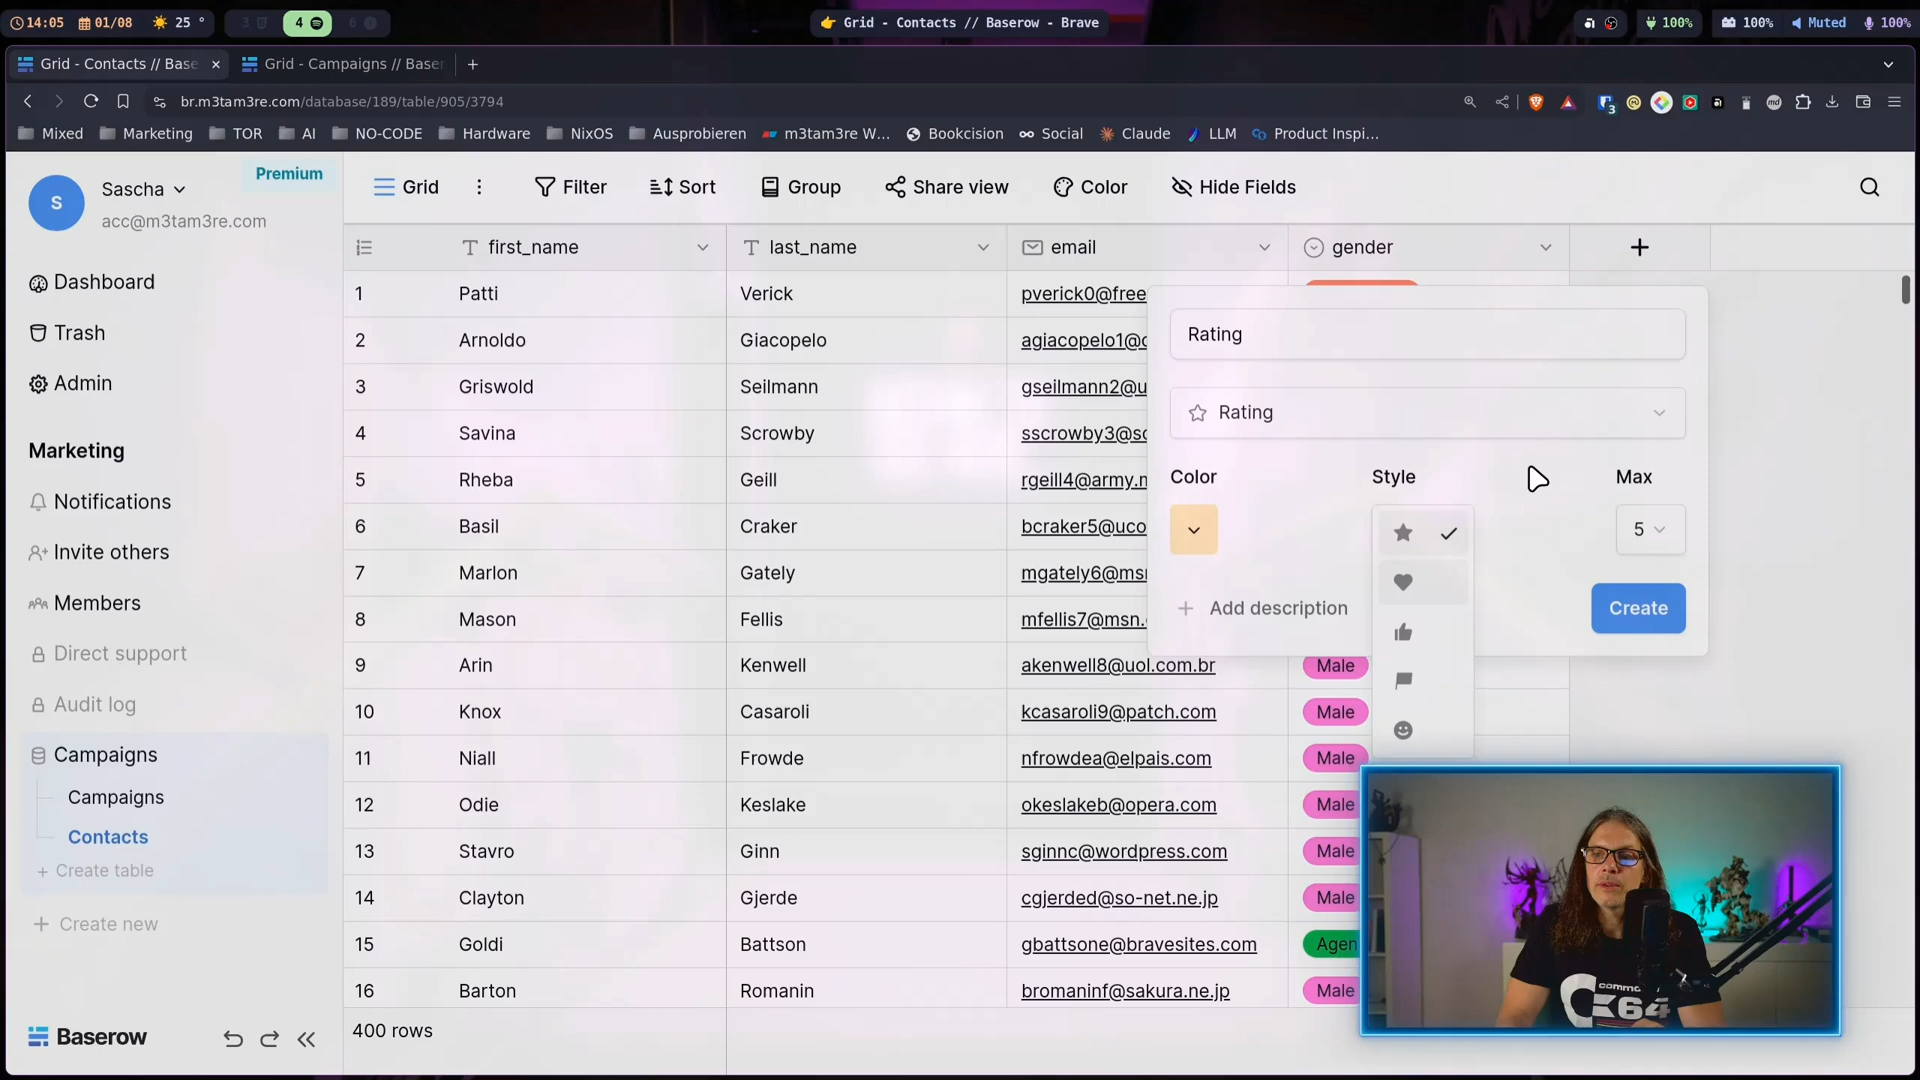 14:05 01/08 25 ° 3 4 6 👉 Grid - Contacts // Baserow - Brave 100% 100% Muted 100%
Grid - Contacts // Base × Grid - Campaigns // Baser +
br.m3tam3re.com/database/189/table/905/3794
Mixed Marketing TOR AI NO-CODE Hardware NixOS Ausprobieren m3tam3re W... Bookcision Social Claude LLM Product Inspi...
S
Sascha
acc@m3tam3re.com
Premium
Dashboard
Trash
Admin
Marketing
Notifications
Invite others
Members
Direct support
Audit log
Campaigns
Campaigns
Contacts
+ Create table
+ Create new
Baserow
Grid Filter Sort Group Share view Color Hide Fields
first_name last_name email gender +
1 Patti Verick pverick0@free
2 Arnoldo Giacopelo agiacopelo1@
3 Griswold Seilmann gseilmann2@u
4 Savina Scrowby sscrowby3@
5 Rheba Geill rgeill4@army.
6 Basil Craker bcraker5@uco
7 Marlon Gately mgately6@msn
8 Mason Fellis mfellis7@msn.
9 Arin Kenwell akenwell8@uol.com.br Male
10 Knox Casaroli kcasaroli9@patch.com Male
11 Niall Frowde nfrowdea@elpais.com Male
12 Odie Keslake okeslakeb@opera.com Male
13 Stavro Ginn sginnc@wordpress.com Male
14 Clayton Gjerde cgjerded@so-net.ne.jp Male
15 Goldi Battson gbattsone@bravesites.com Agen
16 Barton Romanin bromaninf@sakura.ne.jp Male
400 rows
Rating
Rating
Color Style Max
5
+ Add description
Create
commo
64